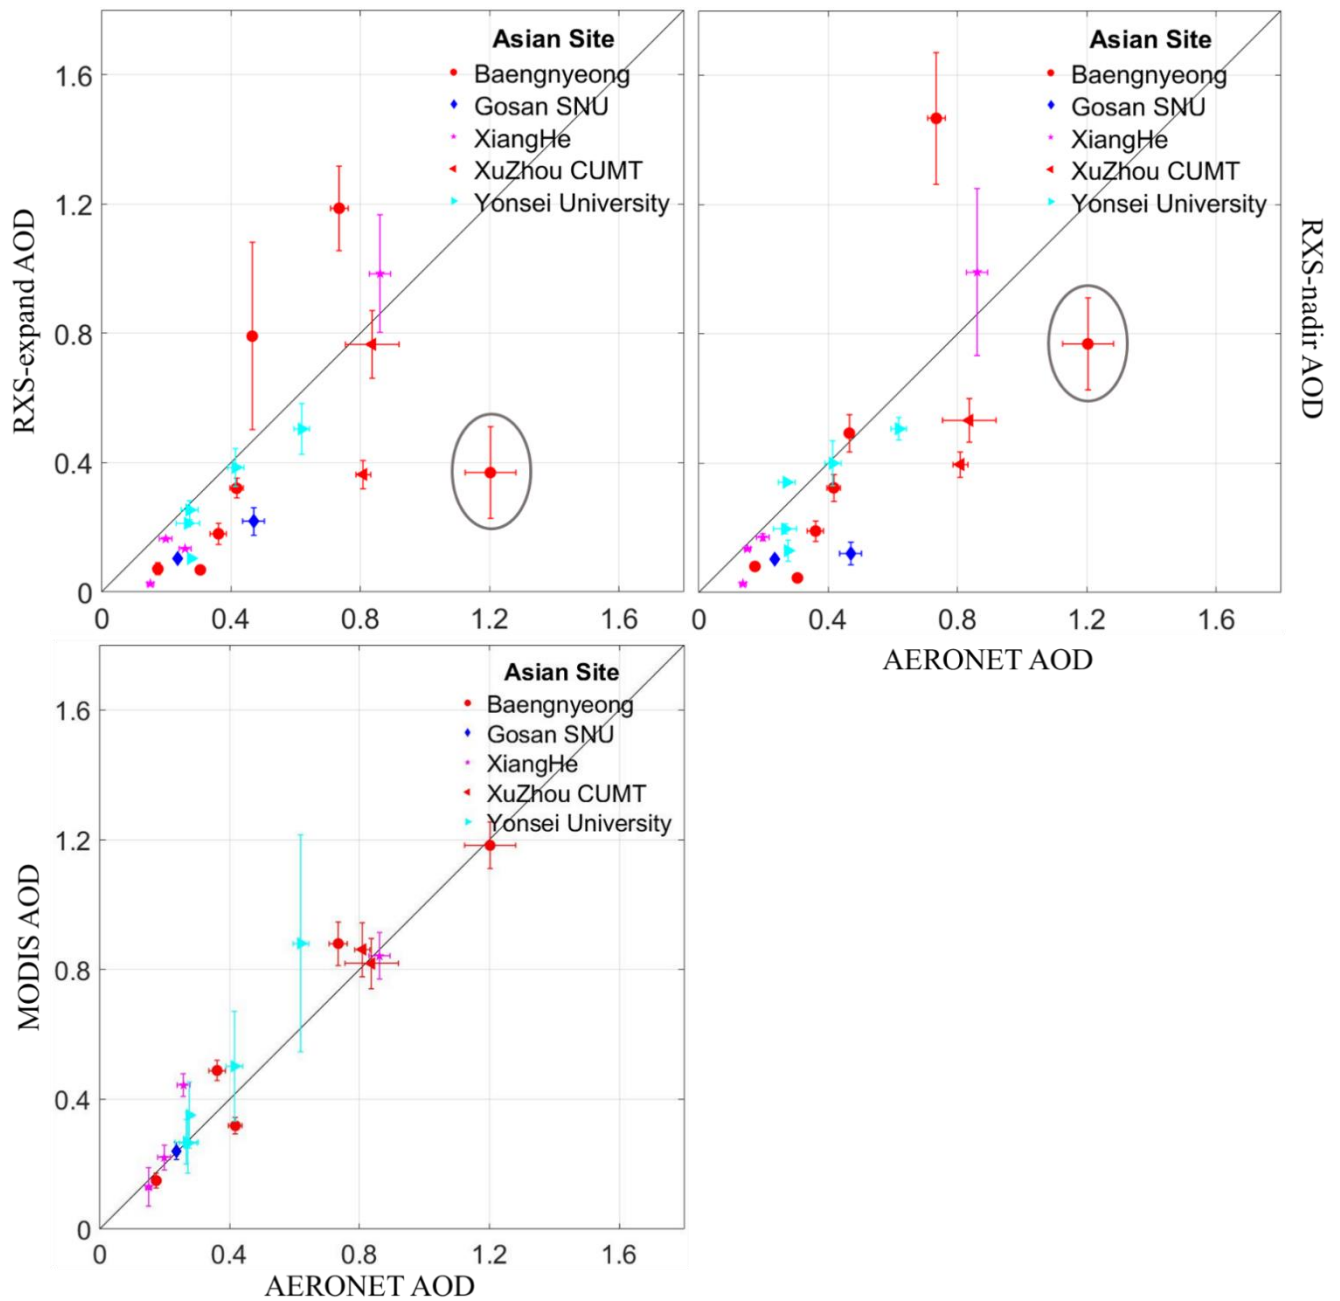 Asian Site
Baengnyeong
Gosan SNU
XiangHe
XuZhou CUMT
Yonsei University
RXS-expand AOD
1.6
1.2
0.8
0.4
0
0 0.4 0.8 1.2 1.6
Asian Site
Baengnyeong
Gosan SNU
XiangHe
XuZhou CUMT
Yonsei University
RXS-nadir AOD
0 0.4 0.8 1.2 1.6
AERONET AOD
Asian Site
Baengnyeong
Gosan SNU
XiangHe
XuZhou CUMT
Yonsei University
MODIS AOD
1.6
1.2
0.8
0.4
0
0 0.4 0.8 1.2 1.6
AERONET AOD